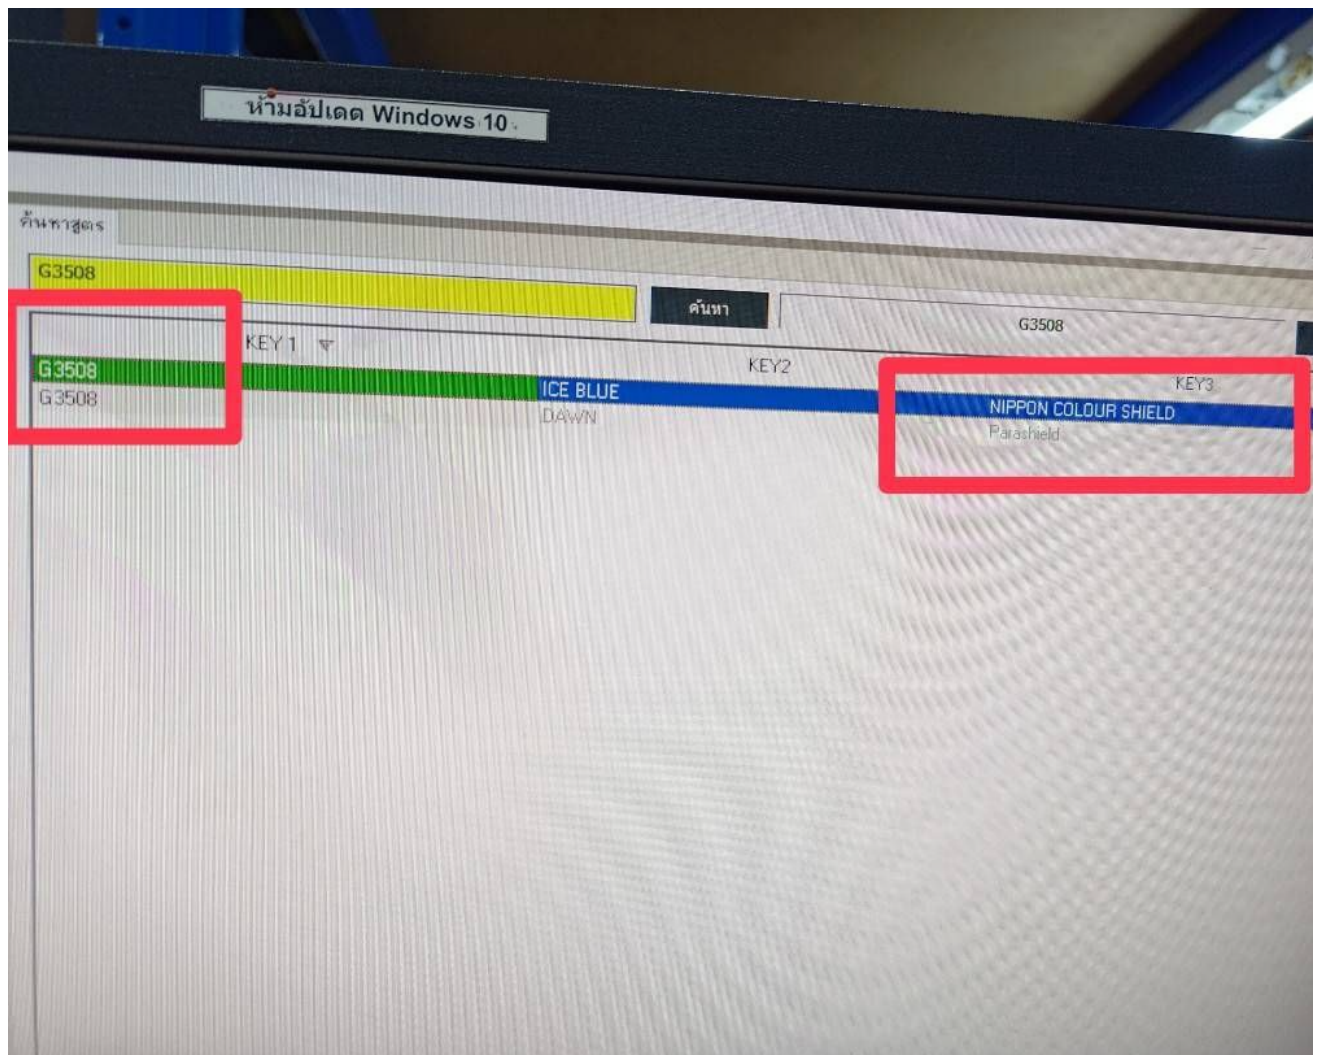 ห้ามอัปเดต Windows 10
ค้นหาสูตร
G3508
ค้นหา
G3508
KEY 1 KEY2 KEY3
G3508 ICE BLUE NIPPON COLOUR SHIELD
G3508 DAWN Parashield